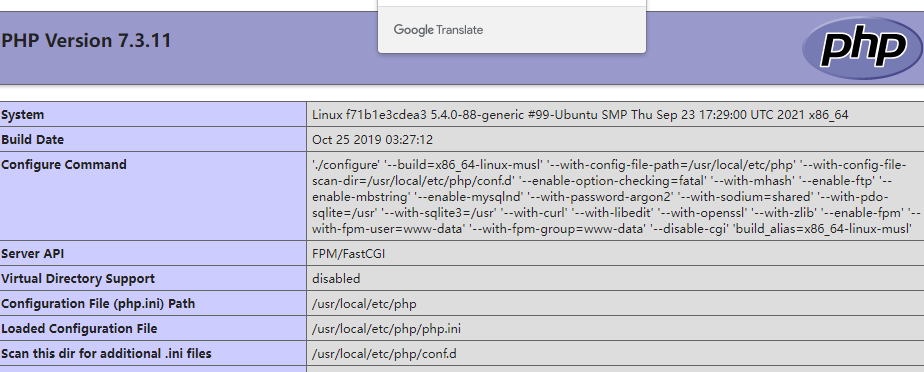 Google Translate
PHP Version 7.3.11
php
System Linux f71b1e3cdea3 5.4.0-88-generic #99-Ubuntu SMP Thu Sep 23 17:29:00 UTC 2021 x86_64
Build Date Oct 25 2019 03:27:12
Configure Command './configure' '--build=x86_64-linux-musl' '--with-config-file-path=/usr/local/etc/php' '--with-config-file-
scan-dir=/usr/local/etc/php/conf.d' '--enable-option-checking=fatal' '--with-mhash' '--enable-ftp' '--
enable-mbstring' '--enable-mysqlnd' '--with-password-argon2' '--with-sodium=shared' '--with-pdo-
sqlite=/usr' '--with-sqlite3=/usr' '--with-curl' '--with-libedit' '--with-openssl' '--with-zlib' '--enable-fpm' '--
with-fpm-user=www-data' '--with-fpm-group=www-data' '--disable-cgi' 'build_alias=x86_64-linux-musl'
Server API FPM/FastCGI
Virtual Directory Support disabled
Configuration File (php.ini) Path /usr/local/etc/php
Loaded Configuration File /usr/local/etc/php/php.ini
Scan this dir for additional .ini files /usr/local/etc/php/conf.d